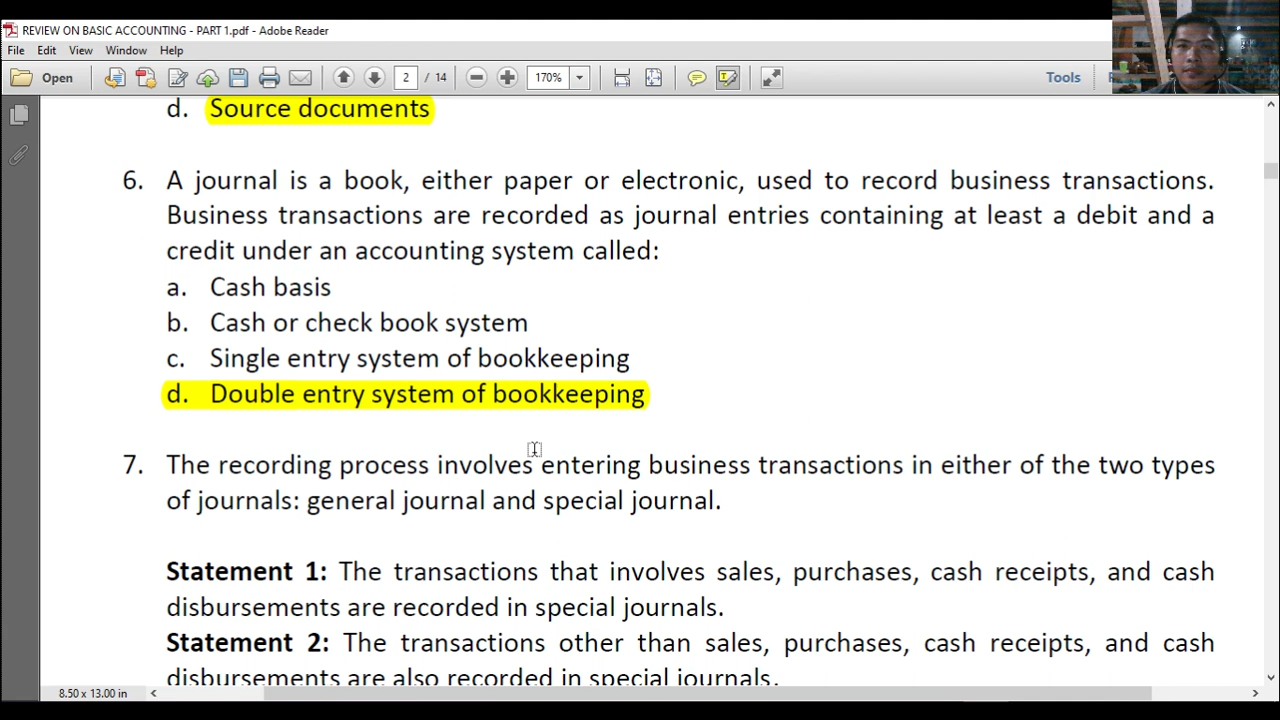 REVIEW ON BASIC ACCOUNTING - PART 1.pdf - Adobe Reader
File Edit View Window Help
Open 2 / 14 170% Tools
d. Source documents
6. A journal is a book, either paper or electronic, used to record business transactions.
Business transactions are recorded as journal entries containing at least a debit and a
credit under an accounting system called:
a. Cash basis
b. Cash or check book system
c. Single entry system of bookkeeping
d. Double entry system of bookkeeping
7. The recording process involves entering business transactions in either of the two types
of journals: general journal and special journal.
Statement 1: The transactions that involves sales, purchases, cash receipts, and cash
disbursements are recorded in special journals.
Statement 2: The transactions other than sales, purchases, cash receipts, and cash
disbursements are also recorded in special journals.
8.50 x 13.00 in